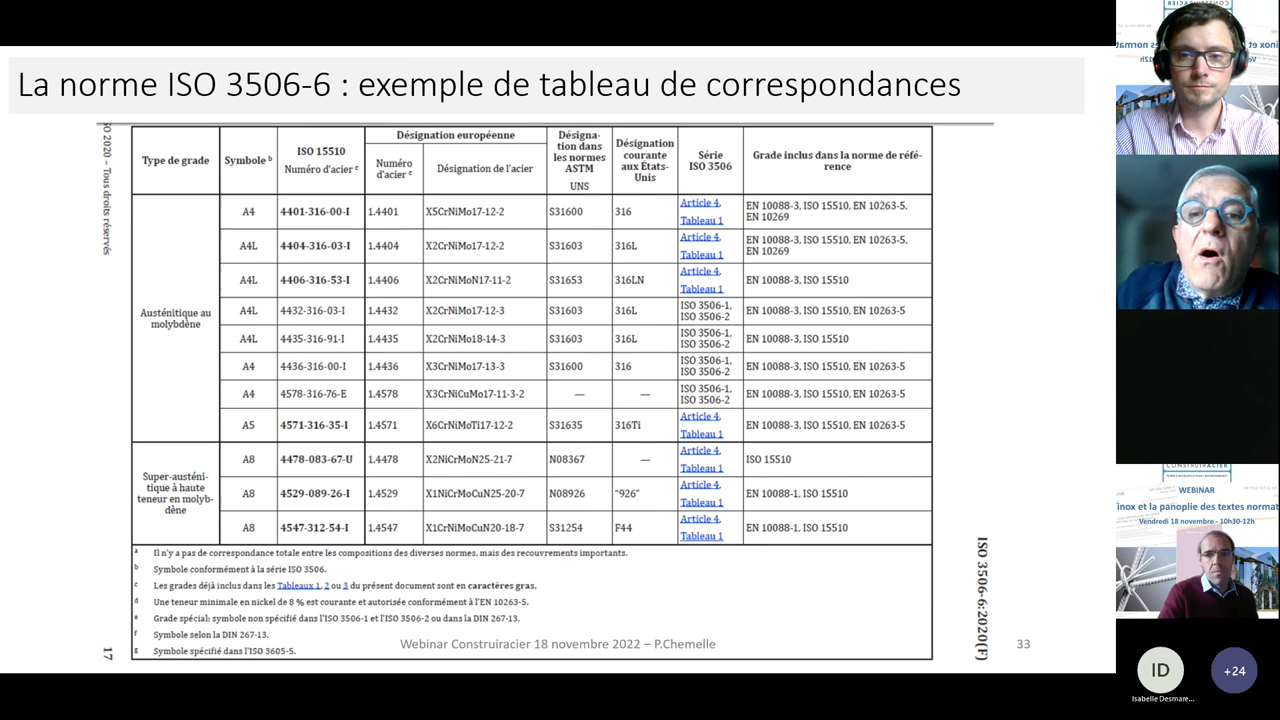 La norme ISO 3506-6 : exemple de tableau de correspondances
SO 2020 – Tous droits réservés
Type de grade
Symbole b
ISO 15510
Numéro d'acier c
Désignation européenne
Numéro
d'acier c
Désignation de l'acier
Désigna-
tion dans
les normes
ASTM
UNS
Désignation
courante
aux États-
Unis
Série
ISO 3506
Grade inclus dans la norme de réfé-
rence
Austénitique au
molybdène
A4 4401-316-00-I 1.4401 X5CrNiMo17-12-2 S31600 316 Article 4, Tableau 1 EN 10088-3, ISO 15510, EN 10263-5, EN 10269
A4L 4404-316-03-I 1.4404 X2CrNiMo17-12-2 S31603 316L Article 4, Tableau 1 EN 10088-3, ISO 15510, EN 10263-5, EN 10269
A4L 4406-316-53-I 1.4406 X2CrNiMoN17-11-2 S31653 316LN Article 4, Tableau 1 EN 10088-3, ISO 15510
A4L 4432-316-03-I 1.4432 X2CrNiMo17-12-3 S31603 316L ISO 3506-1, ISO 3506-2 EN 10088-3, ISO 15510, EN 10263-5
A4L 4435-316-91-I 1.4435 X2CrNiMo18-14-3 S31603 316L ISO 3506-1, ISO 3506-2 EN 10088-3, ISO 15510
A4 4436-316-00-I 1.4436 X3CrNiMo17-13-3 S31600 316 ISO 3506-1, ISO 3506-2 EN 10088-3, ISO 15510, EN 10263-5
A4 4578-316-76-E 1.4578 X3CrNiCuMo17-11-3-2 — — ISO 3506-1, ISO 3506-2 EN 10088-3, ISO 15510, EN 10263-5
A5 4571-316-35-I 1.4571 X6CrNiMoTi17-12-2 S31635 316Ti Article 4, Tableau 1 EN 10088-3, ISO 15510, EN 10263-5
Super-austéni-
tique à haute
teneur en molyb-
dène
A8 4478-083-67-U 1.4478 X2NiCrMoN25-21-7 N08367 — Article 4, Tableau 1 ISO 15510
A8 4529-089-26-I 1.4529 X1NiCrMoCuN25-20-7 N08926 "926" Article 4, Tableau 1 EN 10088-1, ISO 15510
A8 4547-312-54-I 1.4547 X1CrNiMoCuN20-18-7 S31254 F44 Article 4, Tableau 1 EN 10088-1, ISO 15510
a Il n'y a pas de correspondance totale entre les compositions des diverses normes, mais des recouvrements importants.
b Symbole conformément à la série ISO 3506.
c Les grades déjà inclus dans les Tableaux 1, 2 ou 3 du présent document sont en caractères gras.
d Une teneur minimale en nickel de 8 % est courante et autorisée conformément à l'EN 10263-5.
e Grade spécial: symbole non spécifié dans l'ISO 3506-1 et l'ISO 3506-2 ou dans la DIN 267-13.
f Symbole selon la DIN 267-13.
g Symbole spécifié dans l'ISO 3605-5.
17
ISO 3506-6:2020(F)
Webinar Construiracier 18 novembre 2022 – P.Chemelle
33
CONSTRUIRACIER
WEBINAR
'inox et la panoplie des textes normat
Vendredi 18 novembre - 10h30-12h
ID
Isabelle Desmare...
+24